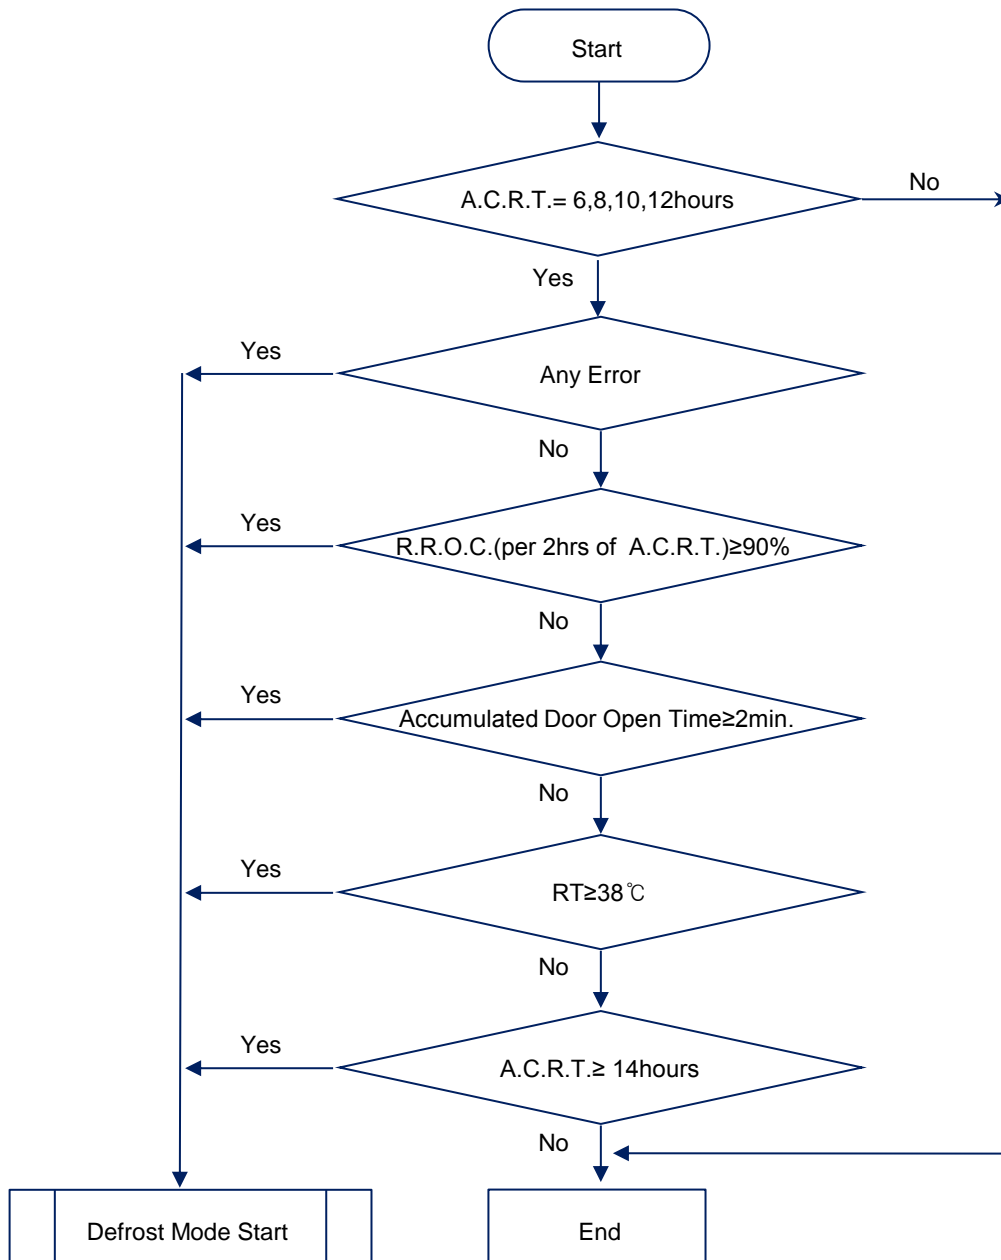 Start
A.C.R.T.= 6,8,10,12hours
No
Yes
Yes
Any Error
No
Yes
R.R.O.C.(per 2hrs of A.C.R.T.)≥90%
No
Yes
Accumulated Door Open Time≥2min.
No
Yes
RT≥38℃
No
Yes
A.C.R.T.≥ 14hours
No
Defrost Mode Start
End